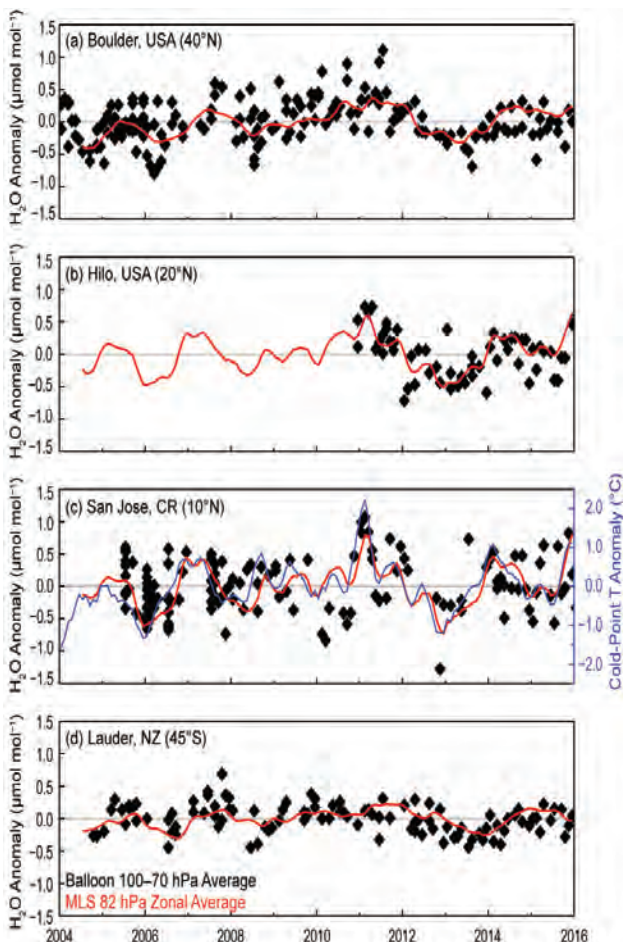 1.5
1.0
0.5
0.0
−0.5
−1.0
−1.5
H₂O Anomaly (μmol mol⁻¹)
(a) Boulder, USA (40°N)
1.5
1.0
0.5
0.0
−0.5
−1.0
−1.5
H₂O Anomaly (μmol mol⁻¹)
(b) Hilo, USA (20°N)
1.5
1.0
0.5
0.0
−0.5
−1.0
−1.5
H₂O Anomaly (μmol mol⁻¹)
(c) San Jose, CR (10°N)
2.0
1.0
0.0
−1.0
−2.0
Cold-Point T Anomaly (°C)
1.5
1.0
0.5
0.0
−0.5
−1.0
−1.5
H₂O Anomaly (μmol mol⁻¹)
(d) Lauder, NZ (45°S)
Balloon 100–70 hPa Average
MLS 82 hPa Zonal Average
2004 2006 2008 2010 2012 2014 2016